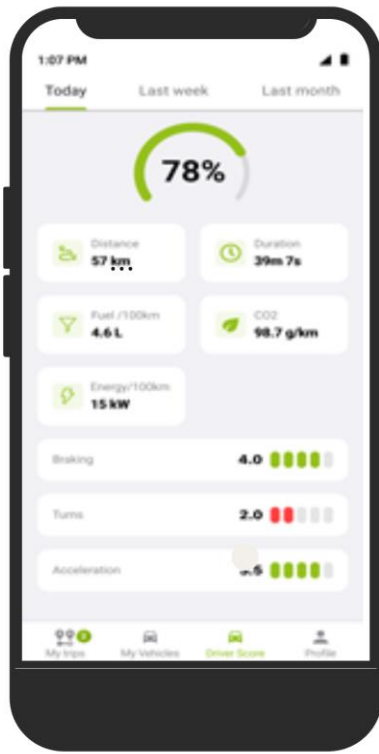 1:07 PM
Today Last week Last month
78%
Distance
57 km
Duration
39m 7s
Fuel /100km
4.6 L
CO2
98.7 g/km
Energy/100km
15 kW
Braking 4.0
Turns 2.0
Acceleration
My trips My Vehicles Driver Score Profile